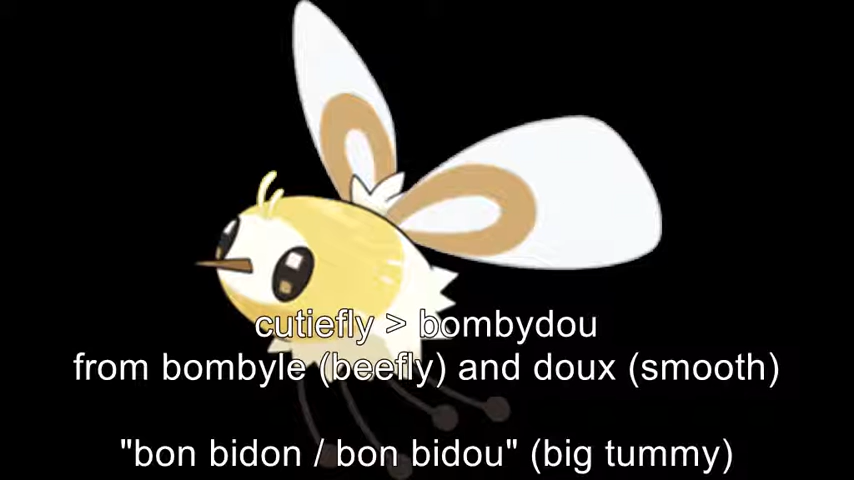 cutiefly > bombydou
from bombyle (beefly) and doux (smooth)
"bon bidon / bon bidou" (big tummy)